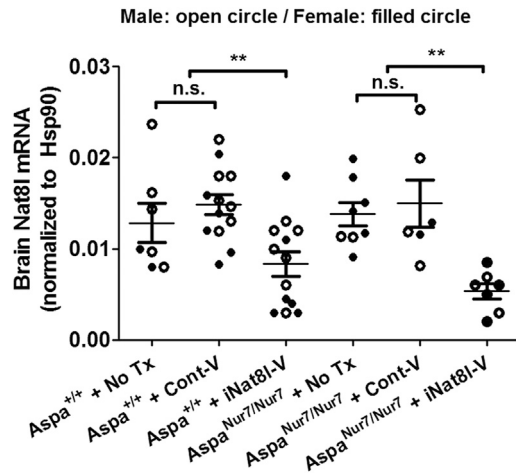 Male: open circle / Female: filled circle
Brain Nat8l mRNA
(normalized to Hsp90)
0.03
0.02
0.01
0.00
n.s.
**
n.s.
**
Aspa+/+ + No Tx
Aspa+/+ + Cont-V
Aspa+/+ + iNat8l-V
AspaNur7/Nur7 + No Tx
AspaNur7/Nur7 + Cont-V
AspaNur7/Nur7 + iNat8l-V